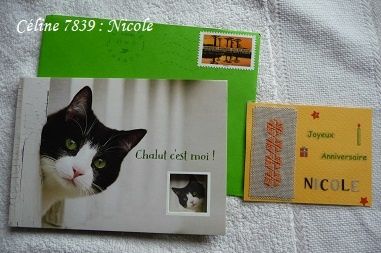 Céline 7839 : Nicole
Chalut c'est moi !
Joyeux
Anniversaire
NICOLE